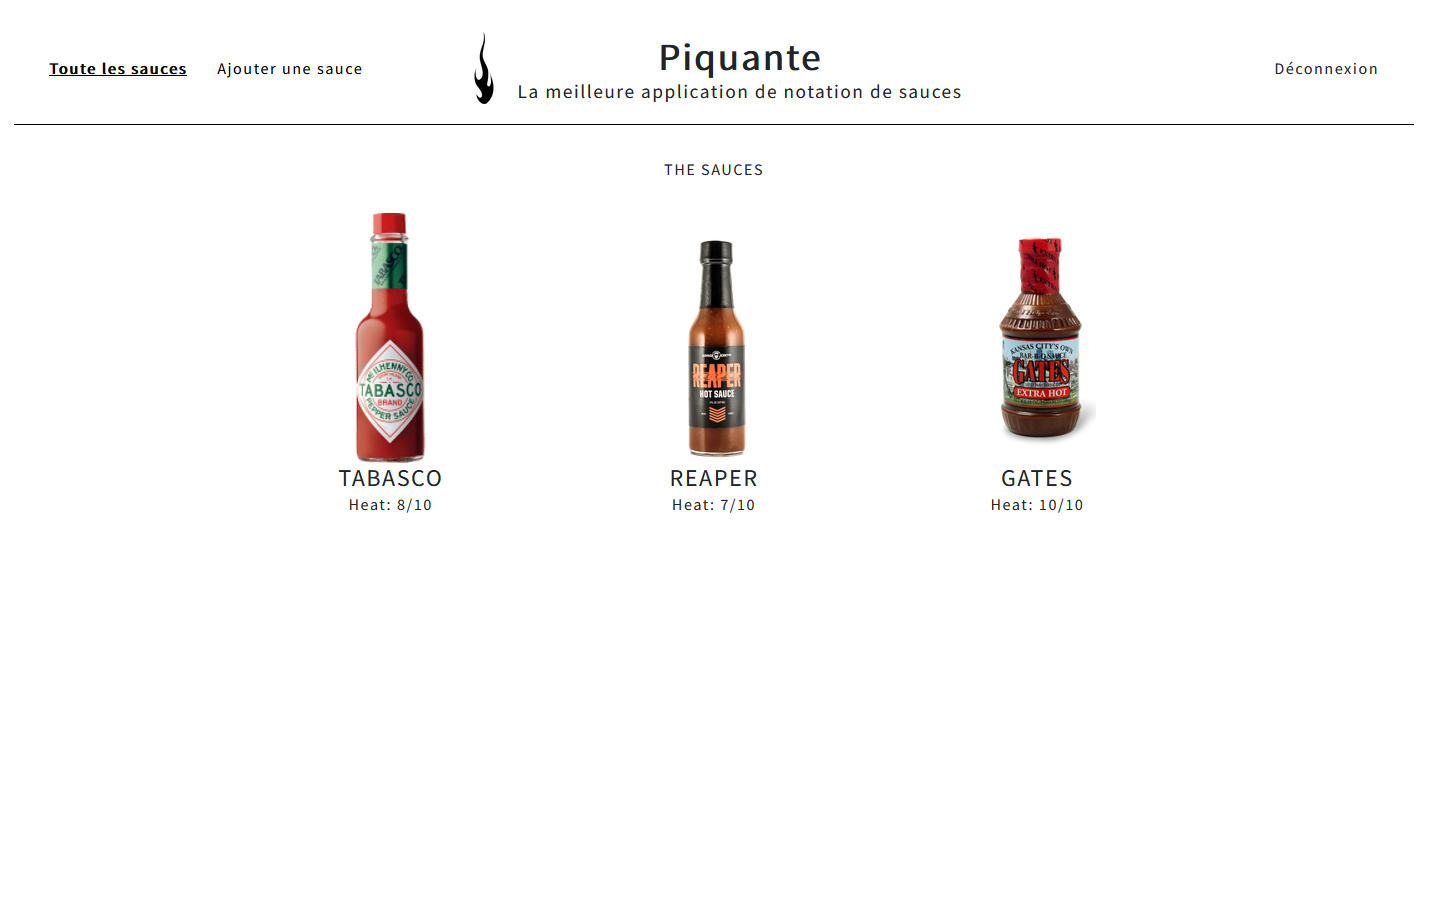 Toute les sauces
Ajouter une sauce
Piquante
La meilleure application de notation de sauces
Déconnexion
THE SAUCES
TABASCO
McILHENNY CO.
TABASCO
BRAND
PEPPER SAUCE
REAPER
HOT SAUCE
KANSAS CITY'S OWN
BAR-B-Q SAUCE
GATES
EXTRA HOT
TABASCO
Heat: 8/10
REAPER
Heat: 7/10
GATES
Heat: 10/10